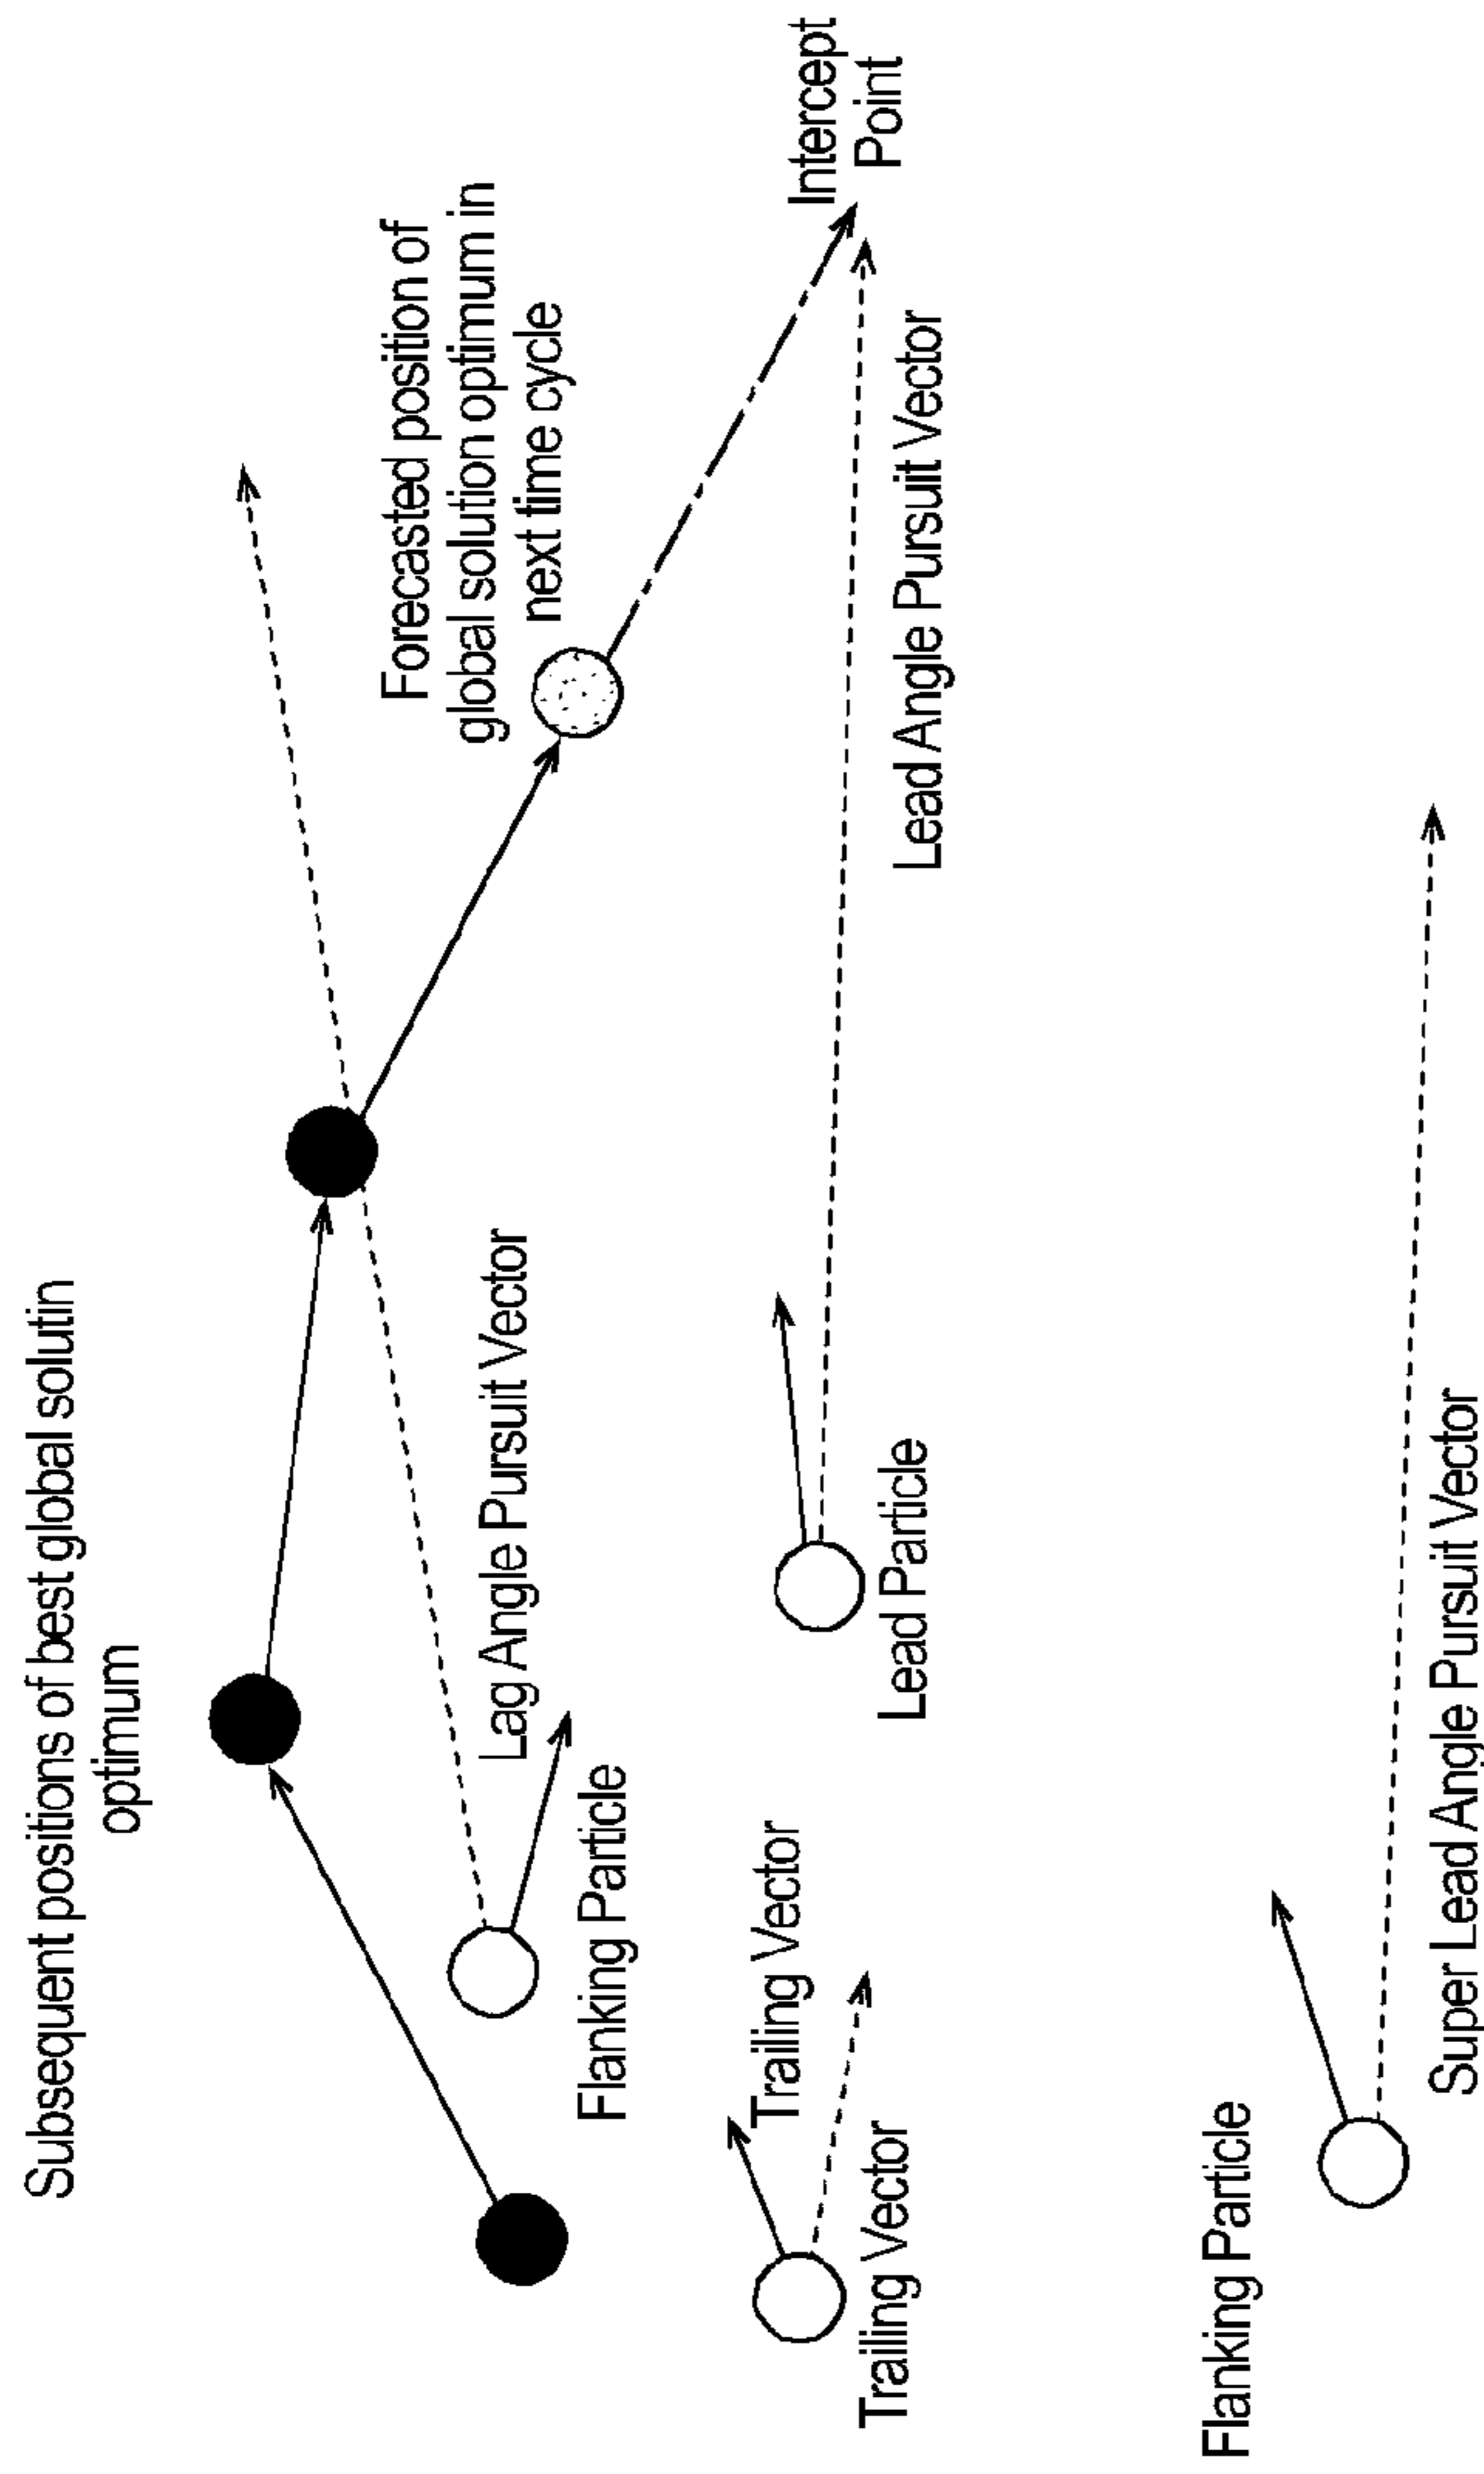 Subsequent positions of best global solutin
optimum
Forecasted position of
global solution optimum in
next time cycle
Lag Angle Pursuit Vector
Flanking Particle
Intercept
Point
Trailing Vector
Trailing Vector
Lead Particle
Lead Angle Pursuit Vector
Flanking Particle
Super Lead Angle Pursuit Vector